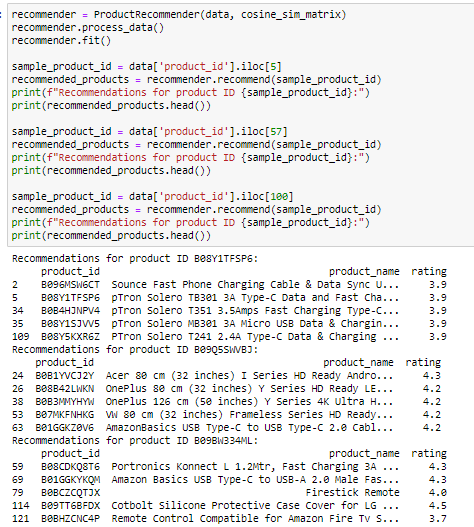 recommender = ProductRecommender(data, cosine_sim_matrix)
recommender.process_data()
recommender.fit()
sample_product_id = data['product_id'].iloc[5]
recommended_products = recommender.recommend(sample_product_id)
print(f"Recommendations for product ID {sample_product_id}:")
print(recommended_products.head())
sample_product_id = data['product_id'].iloc[57]
recommended_products = recommender.recommend(sample_product_id)
print(f"Recommendations for product ID {sample_product_id}:")
print(recommended_products.head())
sample_product_id = data['product_id'].iloc[100]
recommended_products = recommender.recommend(sample_product_id)
print(f"Recommendations for product ID {sample_product_id}:")
print(recommended_products.head())
Recommendations for product ID B08Y1TFSP6:
product_id product_name rating
2 B096MSW6CT Sounce Fast Phone Charging Cable & Data Sync U... 3.9
5 B08Y1TFSP6 pTron Solero TB301 3A Type-C Data and Fast Cha... 3.9
34 B0B4HJNPV4 pTron Solero T351 3.5Amps Fast Charging Type-C... 3.9
35 B08Y1SJVV5 pTron Solero MB301 3A Micro USB Data & Chargin... 3.9
109 B08Y5KXR6Z PTron Solero T241 2.4A Type-C Data & Charging ... 3.9
Recommendations for product ID B09Q5SWVBJ:
product_id product_name rating
24 B0B1YVCJ2Y Acer 80 cm (32 inches) I Series HD Ready Andro... 4.3
26 B08B42LWKN OnePlus 80 cm (32 inches) Y Series HD Ready LE... 4.2
38 B0B3MMYHYW OnePlus 126 cm (50 inches) Y Series 4K Ultra H... 4.2
53 B07MKFNHKG VW 80 cm (32 inches) Frameless Series HD Ready... 4.2
63 B01GGKZ0V6 AmazonBasics USB Type-C to USB Type-C 2.0 Cabl... 4.2
Recommendations for product ID B09BW334ML:
product_id product_name rating
59 B08CDKQ8T6 Portronics Konnect L 1.2Mtr, Fast Charging 3A ... 4.3
69 B01GGKYKQM Amazon Basics USB Type-C to USB-A 2.0 Male Fas... 4.3
79 B0BCZCQTJX Firestick Remote 4.0
114 B09TT6BFDX Cotbolt Silicone Protective Case Cover for LG ... 4.5
121 B0BHZCNC4P Remote Control Compatible for Amazon Fire Tv S... 3.7